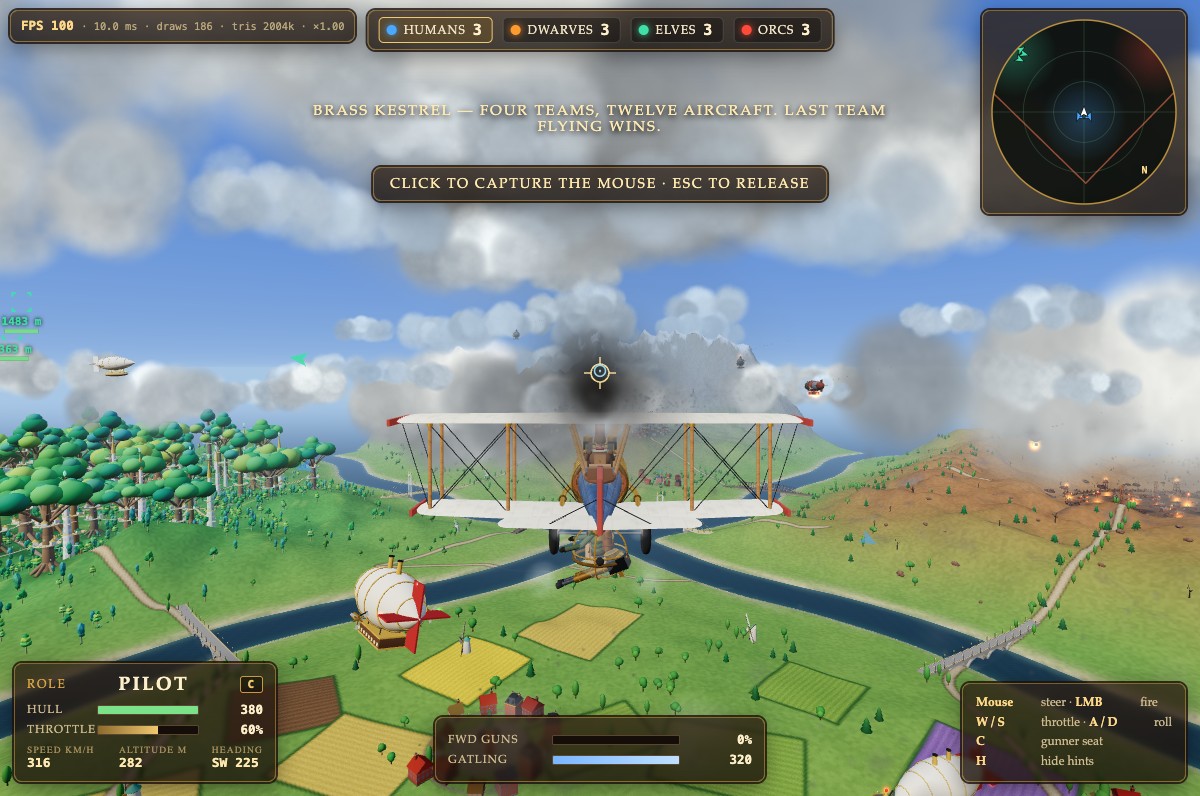 FPS 100 · 10.0 ms · draws 186 · tris 2004k · ×1.00
HUMANS 3 DWARVES 3 ELVES 3 ORCS 3
BRASS KESTREL — FOUR TEAMS, TWELVE AIRCRAFT. LAST TEAM
FLYING WINS.
CLICK TO CAPTURE THE MOUSE · ESC TO RELEASE
N
1483 m
363 m
ROLE PILOT C
HULL 380
THROTTLE 60%
SPEED KM/H ALTITUDE M HEADING
316 282 SW 225
FWD GUNS 0%
GATLING 320
Mouse steer · LMB fire
W / S throttle · A / D roll
C gunner seat
H hide hints